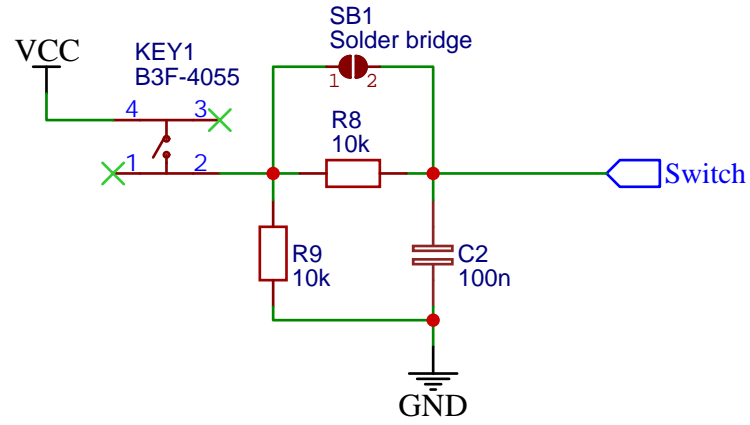 SB1
Solder bridge
1 2
VCC
KEY1
B3F-4055
4 3
1 2
R8
10k
Switch
R9
10k
C2
100n
GND